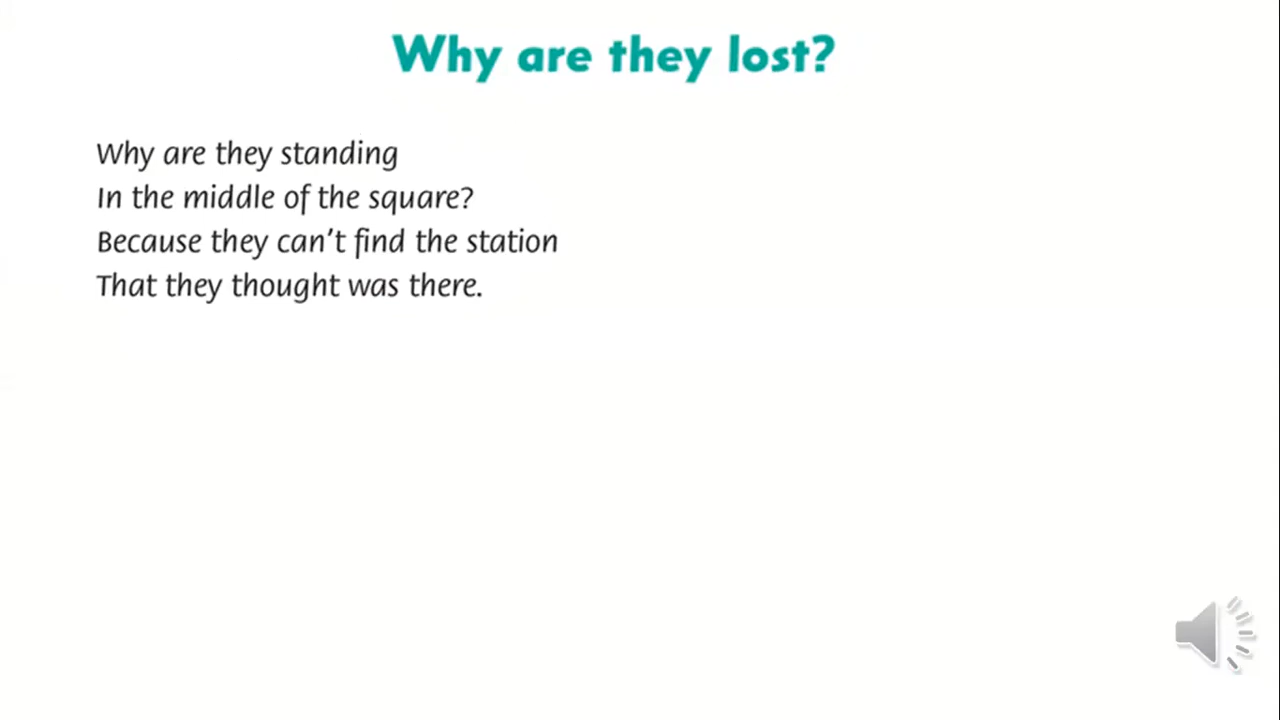 Why are they lost?
Why are they standing
In the middle of the square?
Because they can't find the station
That they thought was there.